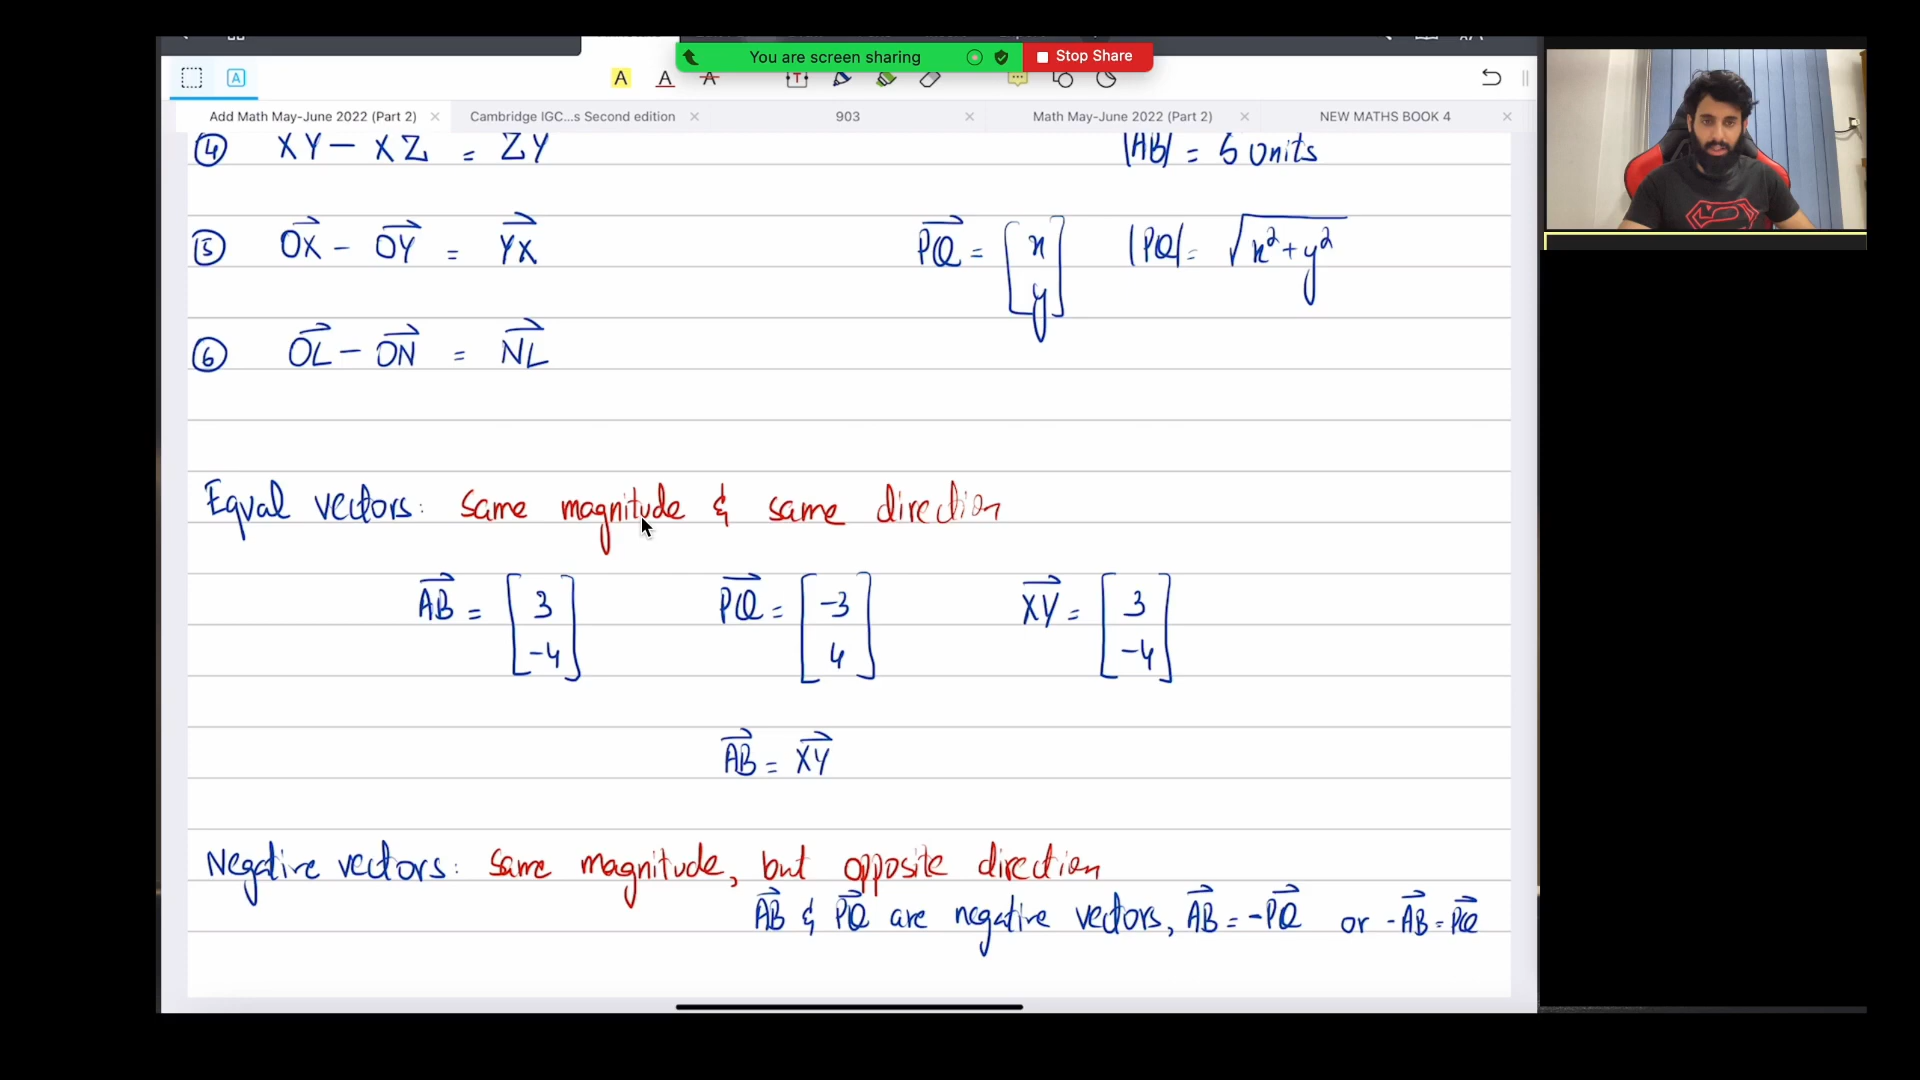 You are screen sharing Stop Share
A A A T
Add Math May-June 2022 (Part 2) × Cambridge IGC...s Second edition × 903 × Math May-June 2022 (Part 2) × NEW MATHS BOOK 4 ×
④ XY - XZ = ZY |AB| = 5 Units
⑤ →OX - →OY = →YX →PQ = [x y] |PQ| = √x²+y²
⑥ →OL - →ON = →NL
Equal vectors: same magnitude & same direction
→AB = [3 -4] →PQ = [-3 4] →XY = [3 -4]
→AB = →XY
Negative vectors: same magnitude, but opposite direction
→AB & →PQ are negative vectors, →AB = -→PQ or -→AB = →PQ